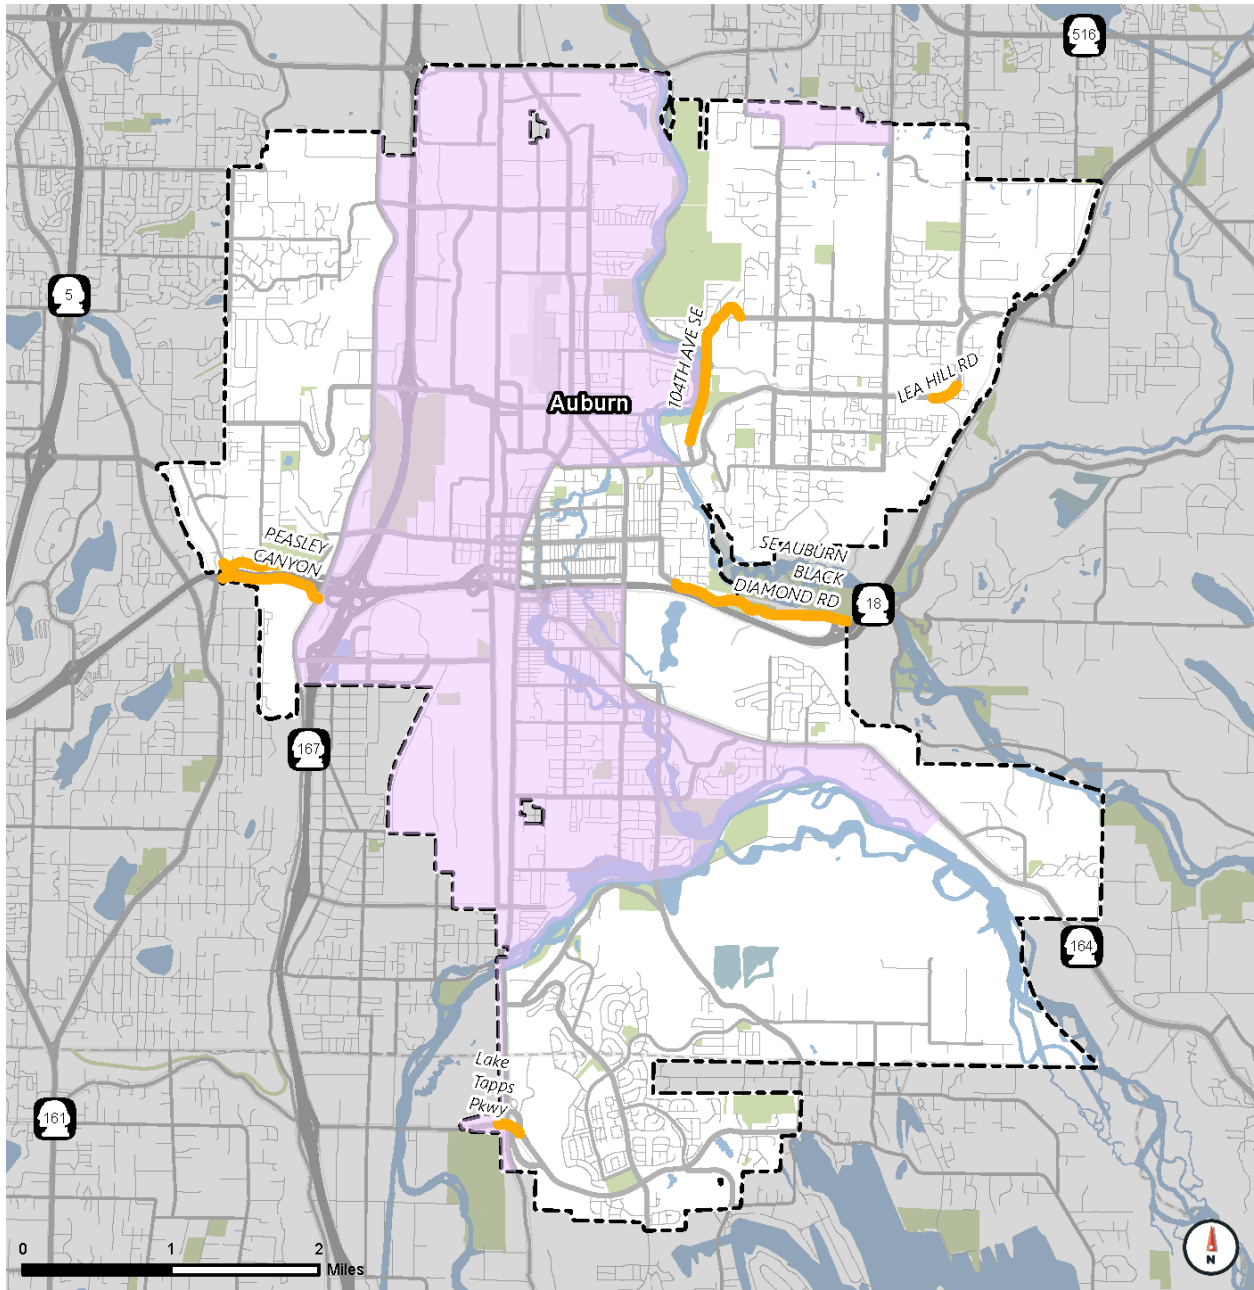 516
5
104TH AVE SE
LEA HILL RD
Auburn
PEASLEY
CANYON
SE AUBURN
BLACK
DIAMOND RD
18
167
164
Lake
Tapps
Pkwy
161
0 1 2
Miles
N